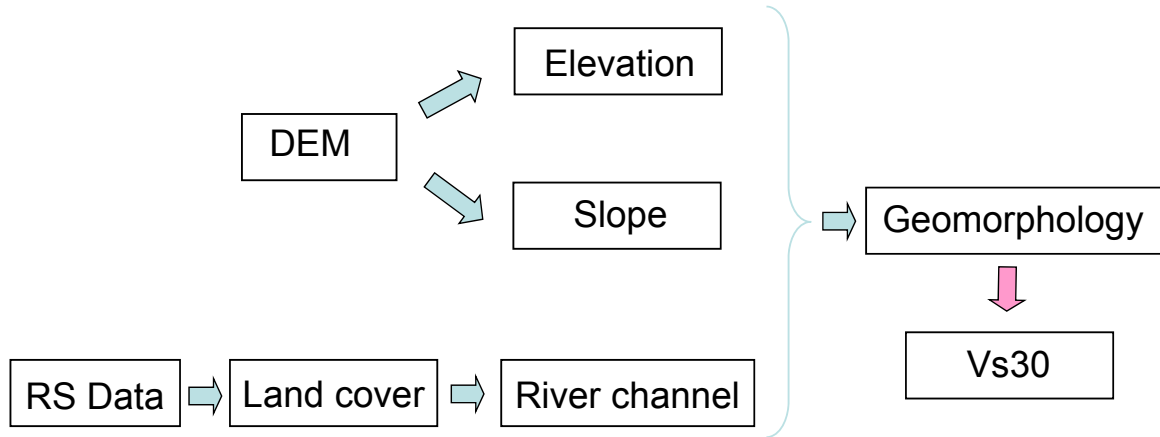 Elevation
DEM
Slope
Geomorphology
Vs30
RS Data
Land cover
River channel